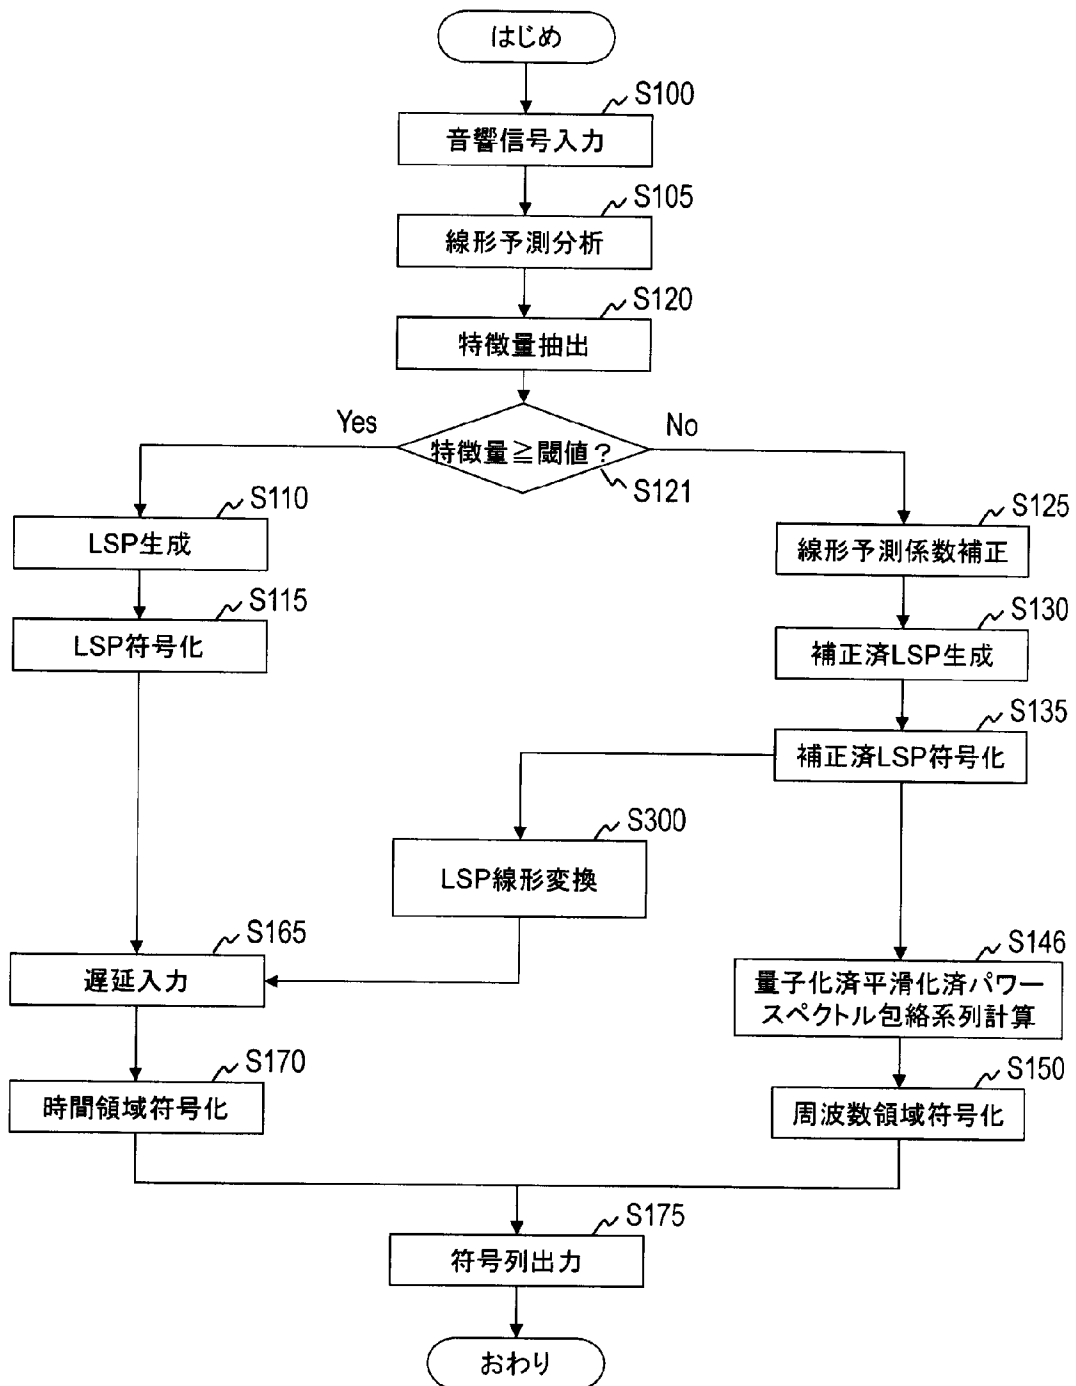 はじめ
S100
音響信号入力
S105
線形予測分析
S120
特徴量抽出
Yes
No
特徴量≧閾値？
S121
S110
LSP生成
S115
LSP符号化
S125
線形予測係数補正
S130
補正済LSP生成
S135
補正済LSP符号化
S300
LSP線形変換
S165
遅延入力
S146
量子化済平滑化済パワー
スペクトル包絡系列計算
S170
時間領域符号化
S150
周波数領域符号化
S175
符号列出力
おわり